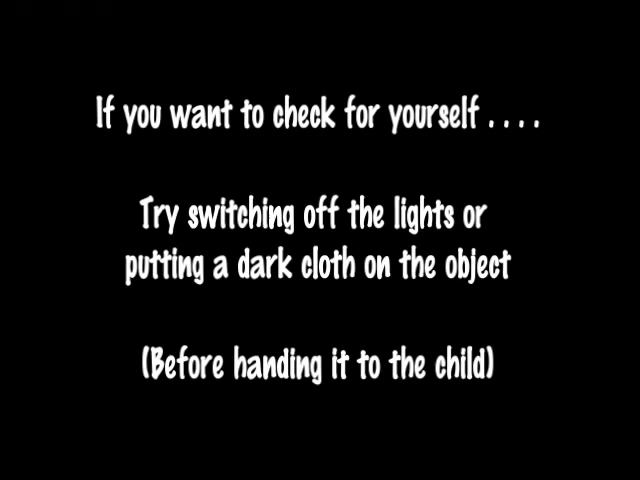 If you want to check for yourself . . . .
Try switching off the lights or
putting a dark cloth on the object
(Before handing it to the child)